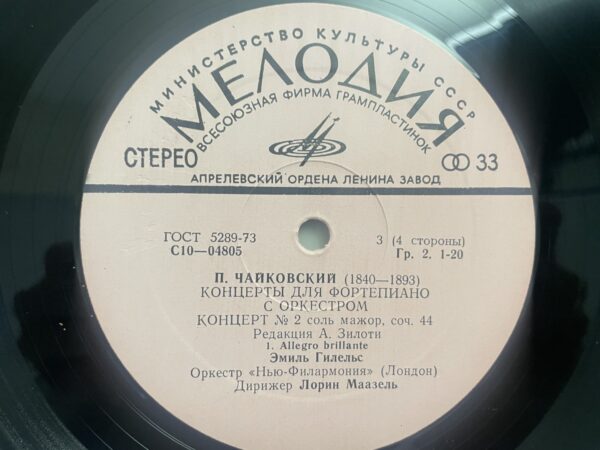 МИНИСТЕРСТВО КУЛЬТУРЫ СССР
МЕЛОДИЯ
ВСЕСОЮЗНАЯ ФИРМА ГРАМПЛАСТИНОК
СТЕРЕО
33
АПРЕЛЕВСКИЙ ОРДЕНА ЛЕНИНА ЗАВОД
ГОСТ 5289-73
3 (4 стороны)
С10—04805
Гр. 2. 1-20
П. ЧАЙКОВСКИЙ (1840—1893)
КОНЦЕРТЫ ДЛЯ ФОРТЕПИАНО
С ОРКЕСТРОМ
КОНЦЕРТ № 2 соль мажор, соч. 44
Редакция А. Зилоти
1. Allegro brillante
Эмиль Гилельс
Оркестр «Нью-Филармония» (Лондон)
Дирижер Лорин Маазель